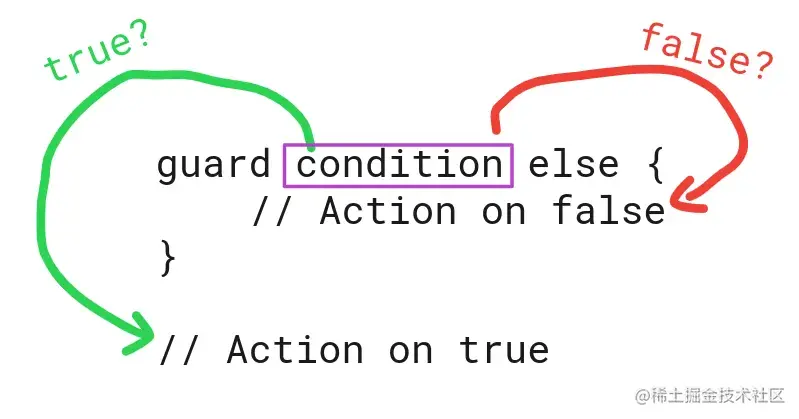 true?
false?
guard condition else {
// Action on false
}
// Action on true
@稀土掘金技术社区